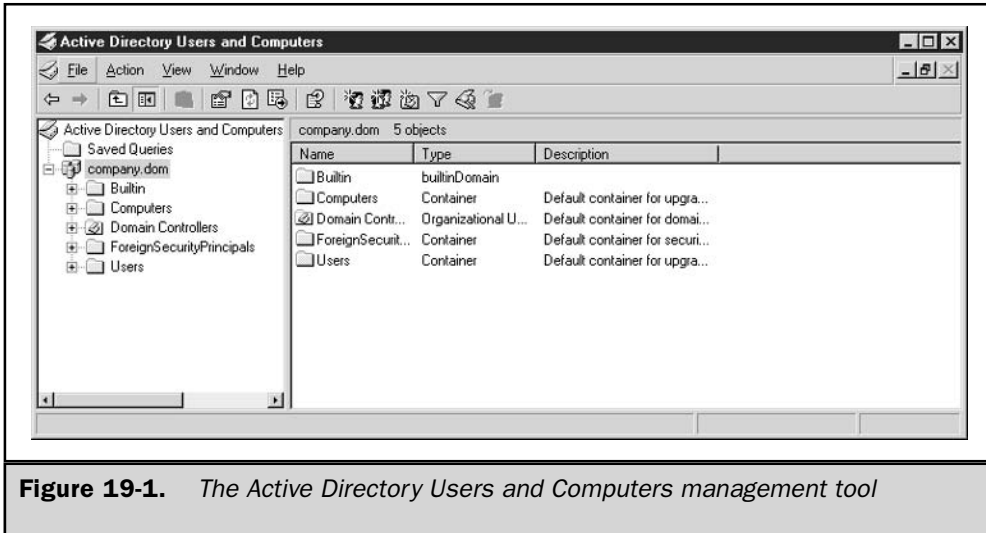 Active Directory Users and Computers
File Action View Window Help
Active Directory Users and Computers
Saved Queries
company.dom
Builtin
Computers
Domain Controllers
ForeignSecurityPrincipals
Users
company.dom 5 objects
Name Type Description
Builtin builtinDomain
Computers Container Default container for upgra...
Domain Contr... Organizational U... Default container for domai...
ForeignSecurit... Container Default container for securi...
Users Container Default container for upgra...
Figure 19-1. The Active Directory Users and Computers management tool